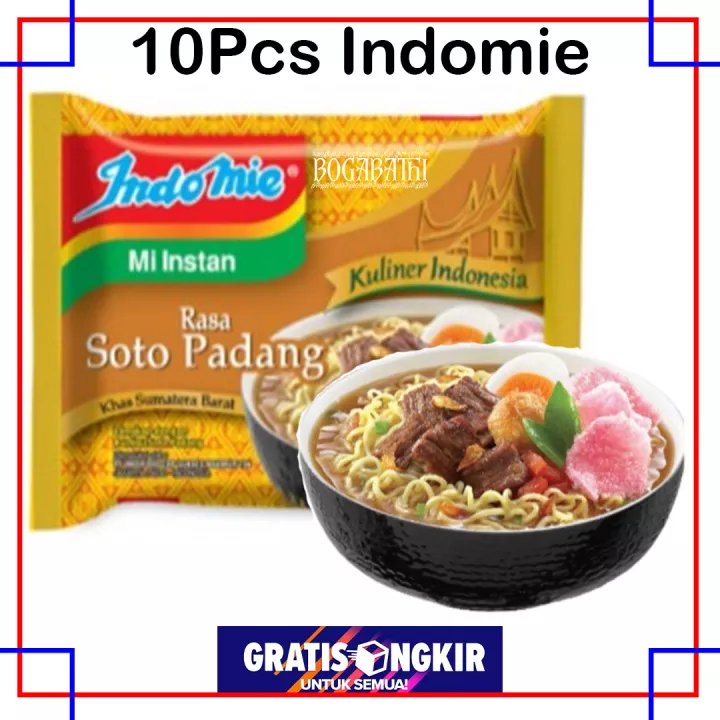 10Pcs Indomie
BOGABATHI
Indomie®
Mi Instan
Kuliner Indonesia
Rasa
Soto Padang
Khas Sumatera Barat
GRATIS ONGKIR
UNTUK SEMUA!